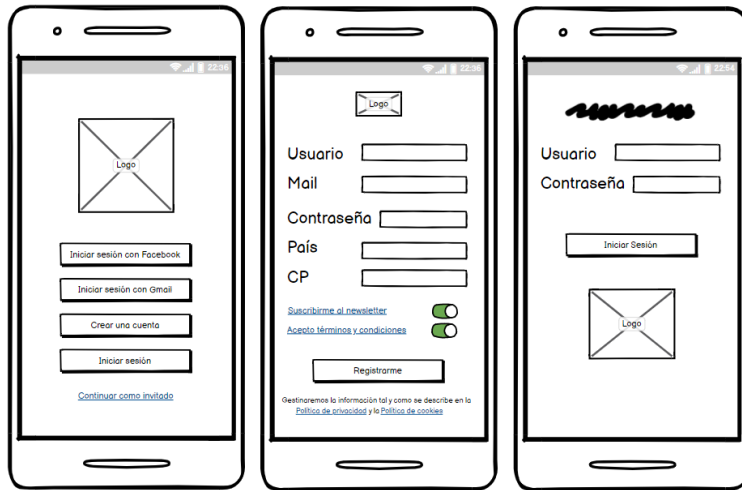 22:36
Logo
Iniciar sesión con Facebook
Iniciar sesión con Gmail
Crear una cuenta
Iniciar sesión
Continuar como invitado
22:36
Logo
Usuario
Mail
Contraseña
País
CP
Suscribirme al newsletter
Acepto términos y condiciones
Registrarme
Gestinaremos la información tal y como se describe en la
Política de privacidad y la Política de cookies
22:54
Usuario
Contraseña
Iniciar Sesión
Logo